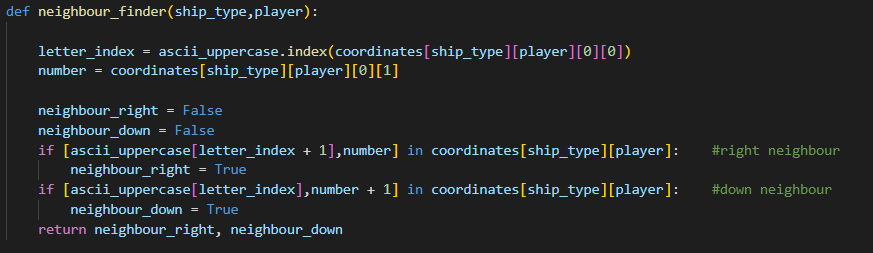 def neighbour_finder(ship_type,player):
letter_index = ascii_uppercase.index(coordinates[ship_type][player][0][0])
number = coordinates[ship_type][player][0][1]
neighbour_right = False
neighbour_down = False
if [ascii_uppercase[letter_index + 1],number] in coordinates[ship_type][player]: #right neighbour
neighbour_right = True
if [ascii_uppercase[letter_index],number + 1] in coordinates[ship_type][player]: #down neighbour
neighbour_down = True
return neighbour_right, neighbour_down